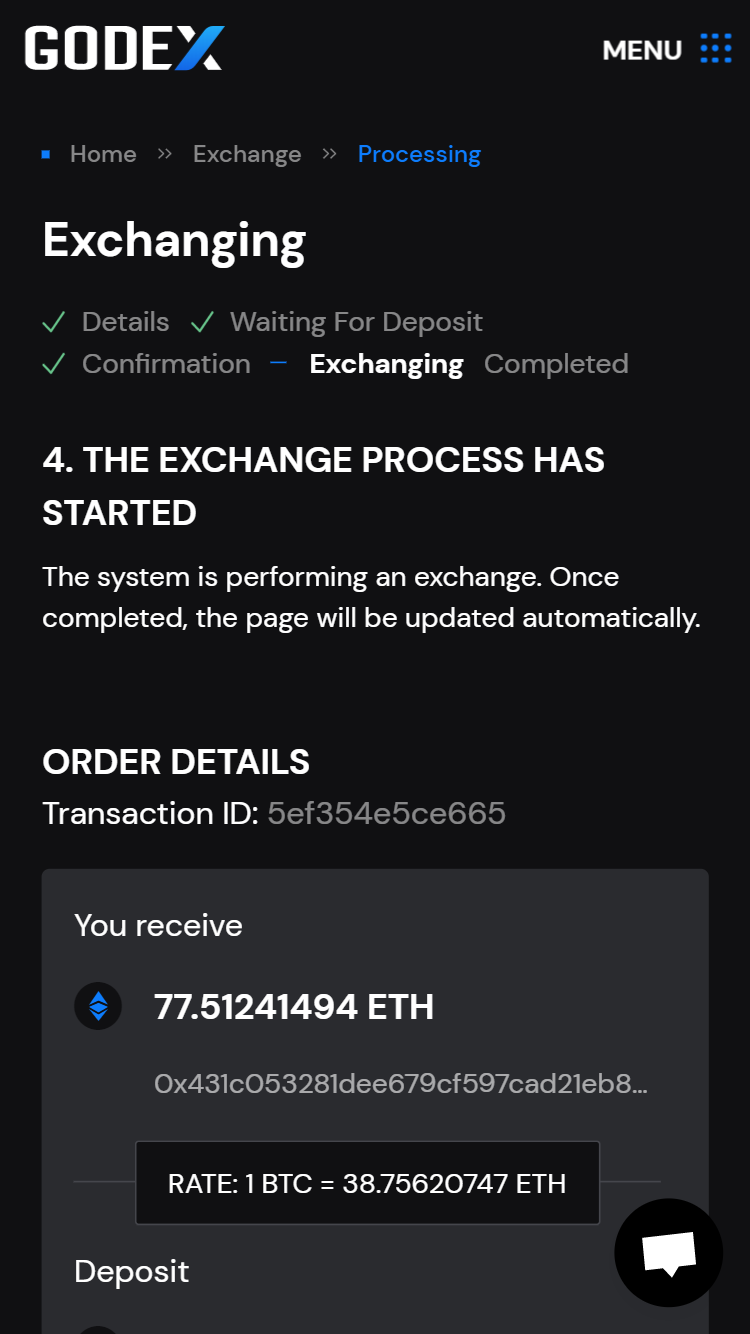 GODEX
MENU
Home » Exchange » Processing
Exchanging
Details Waiting For Deposit
Confirmation – Exchanging Completed
4. THE EXCHANGE PROCESS HAS
STARTED
The system is performing an exchange. Once
completed, the page will be updated automatically.
ORDER DETAILS
Transaction ID: 5ef354e5ce665
You receive
77.51241494 ETH
0x431c053281dee679cf597cad21eb8...
RATE: 1 BTC = 38.75620747 ETH
Deposit